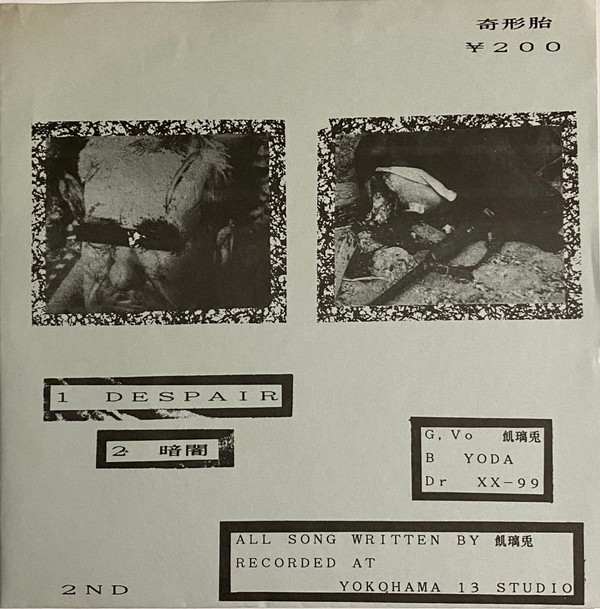 奇形胎
¥200
1 DESPAIR
2 暗闇
G,Vo 飢璃兎
B YODA
Dr XX-99
ALL SONG WRITTEN BY 飢璃兎
RECORDED AT
YOKOHAMA 13 STUDIO
2ND